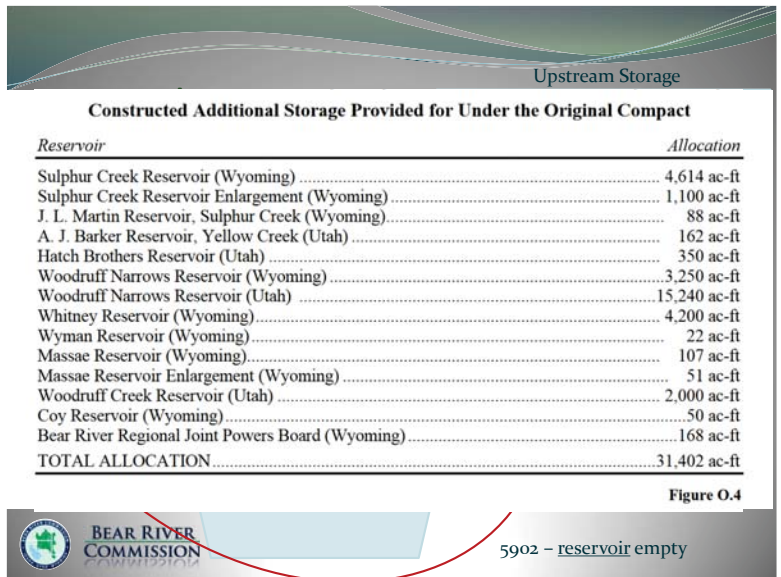 Upstream Storage
Constructed Additional Storage Provided for Under the Original Compact
Reservoir Allocation
Sulphur Creek Reservoir (Wyoming) 4,614 ac-ft
Sulphur Creek Reservoir Enlargement (Wyoming) 1,100 ac-ft
J. L. Martin Reservoir, Sulphur Creek (Wyoming) 88 ac-ft
A. J. Barker Reservoir, Yellow Creek (Utah) 162 ac-ft
Hatch Brothers Reservoir (Utah) 350 ac-ft
Woodruff Narrows Reservoir (Wyoming) 3,250 ac-ft
Woodruff Narrows Reservoir (Utah) 15,240 ac-ft
Whitney Reservoir (Wyoming) 4,200 ac-ft
Wyman Reservoir (Wyoming) 22 ac-ft
Massae Reservoir (Wyoming) 107 ac-ft
Massae Reservoir Enlargement (Wyoming) 51 ac-ft
Woodruff Creek Reservoir (Utah) 2,000 ac-ft
Coy Reservoir (Wyoming) 50 ac-ft
Bear River Regional Joint Powers Board (Wyoming) 168 ac-ft
TOTAL ALLOCATION 31,402 ac-ft
Figure O.4
BEAR RIVER
COMMISSION
5902 – reservoir empty